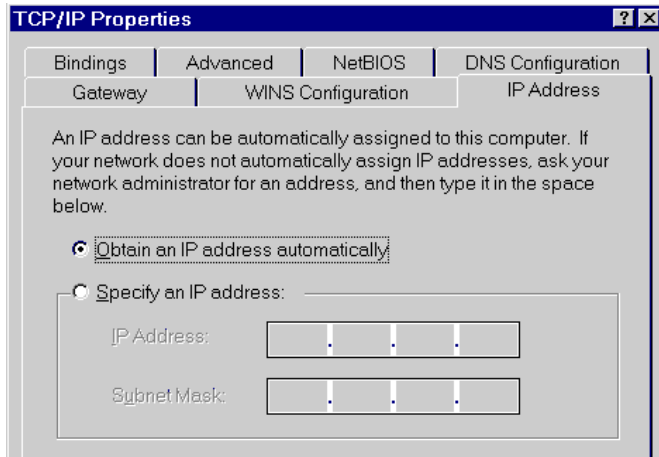 TCP/IP Properties
Bindings Advanced NetBIOS DNS Configuration
Gateway WINS Configuration IP Address
An IP address can be automatically assigned to this computer. If
your network does not automatically assign IP addresses, ask your
network administrator for an address, and then type it in the space
below.
Obtain an IP address automatically
Specify an IP address:
IP Address:
Subnet Mask: